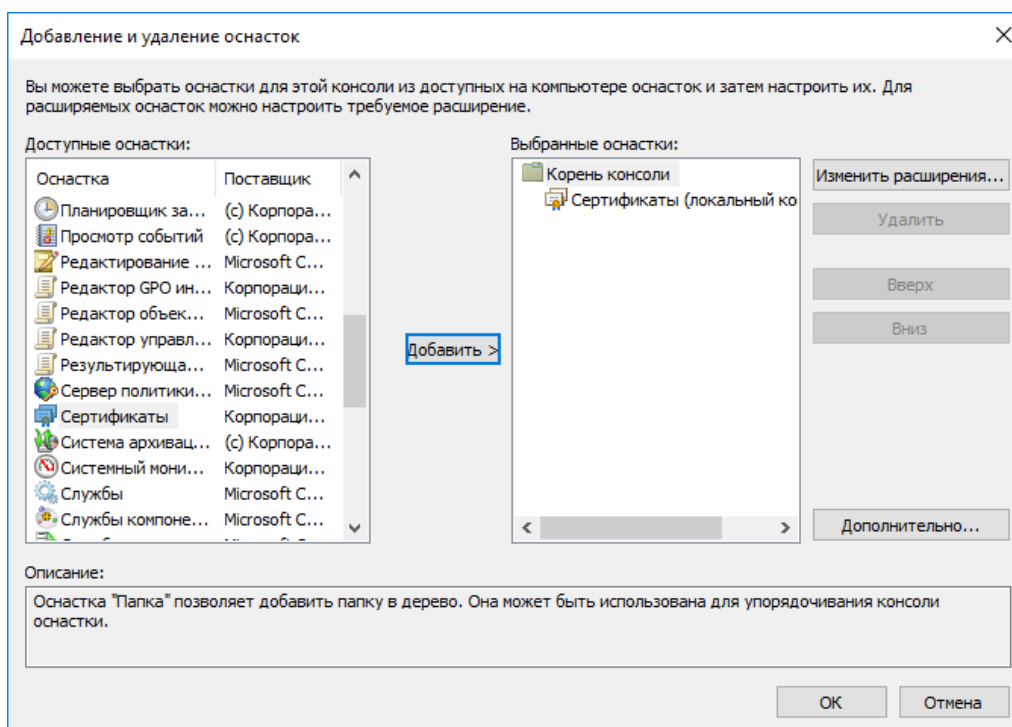 Добавление и удаление оснасток
Вы можете выбрать оснастки для этой консоли из доступных на компьютере оснасток и затем настроить их. Для
расширяемых оснасток можно настроить требуемое расширение.
Доступные оснастки:
Оснастка Поставщик
Планировщик за... (c) Корпора...
Просмотр событий (c) Корпора...
Редактирование ... Microsoft C...
Редактор GPO ин... Корпораци...
Редактор объек... Microsoft C...
Редактор управл... Корпораци...
Результирующа... Microsoft C...
Сервер политики... Microsoft C...
Сертификаты Корпораци...
Система архивац... (c) Корпора...
Системный мони... Корпораци...
Службы Microsoft C...
Службы компоне... Microsoft C...
Добавить >
Выбранные оснастки:
Корень консоли
Сертификаты (локальный ко
Изменить расширения...
Удалить
Вверх
Вниз
Дополнительно...
Описание:
Оснастка "Папка" позволяет добавить папку в дерево. Она может быть использована для упорядочивания консоли
оснастки.
ОК Отмена